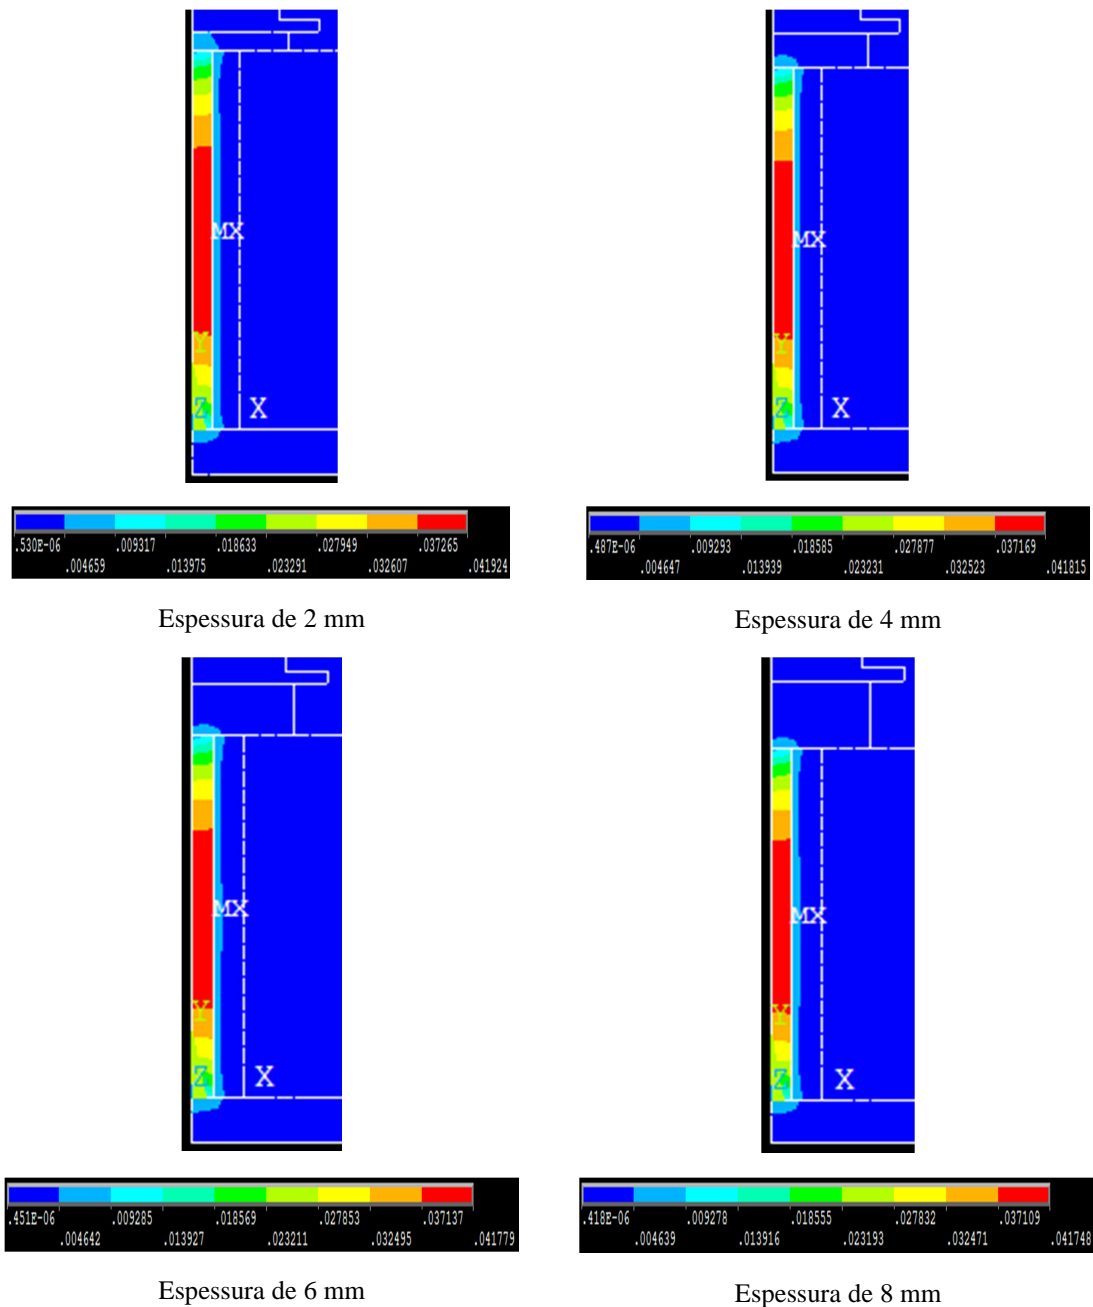 MX
Y
Z X
.530E-06 .009317 .018633 .027949 .037265
.004659 .013975 .023291 .032607 .041924
Espessura de 2 mm
MX
Y
Z X
.487E-06 .009293 .018585 .027877 .037169
.004647 .013939 .023231 .032523 .041815
Espessura de 4 mm
MX
Y
Z X
.451E-06 .009285 .018569 .027853 .037137
.004642 .013927 .023211 .032495 .041779
Espessura de 6 mm
MX
Y
Z X
.418E-06 .009278 .018555 .027832 .037109
.004639 .013916 .023193 .032471 .041748
Espessura de 8 mm